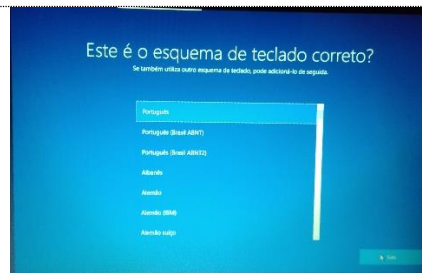 Este é o esquema de teclado correto?
Se também utiliza outro esquema de teclado, pode adicioná-lo de seguida.
Português
Português (Brasil ABNT)
Português (Brasil ABNT2)
Albanês
Alemão
Alemão (IBM)
Alemão suíço
Sim